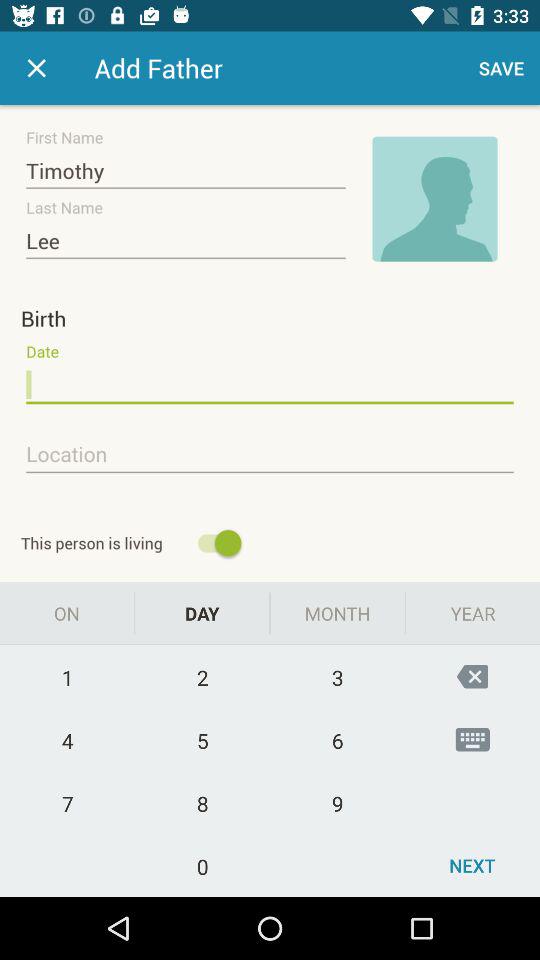 3:33
Add Father SAVE
First Name
Timothy
Last Name
Lee
Birth
Date
Location
This person is living
ON DAY MONTH YEAR
1 2 3
4 5 6
7 8 9
0 NEXT